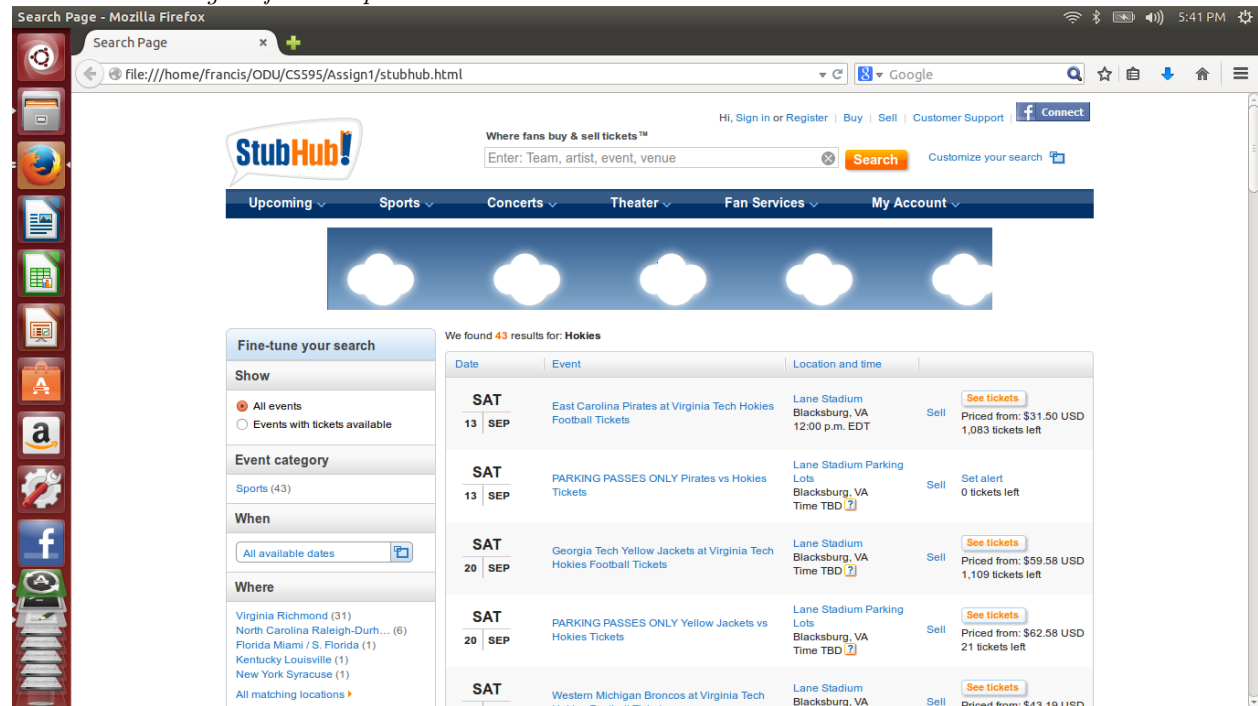 Search Page - Mozilla Firefox
5:41 PM
Search Page
file:///home/francis/ODU/CS595/Assign1/stubhub.html
Google
Hi, Sign in or Register | Buy | Sell | Customer Support | f Connect
StubHub!
Where fans buy & sell tickets™
Enter: Team, artist, event, venue
Search
Customize your search
Upcoming Sports Concerts Theater Fan Services My Account
Fine-tune your search
Show
All events
Events with tickets available
Event category
Sports (43)
When
All available dates
Where
Virginia Richmond (31)
North Carolina Raleigh-Durh... (6)
Florida Miami / S. Florida (1)
Kentucky Louisville (1)
New York Syracuse (1)
All matching locations
We found 43 results for: Hokies
Date Event Location and time
SAT
13 SEP
East Carolina Pirates at Virginia Tech Hokies
Football Tickets
Lane Stadium
Blacksburg, VA
12:00 p.m. EDT
Sell
See tickets
Priced from: $31.50 USD
1,083 tickets left
SAT
13 SEP
PARKING PASSES ONLY Pirates vs Hokies
Tickets
Lane Stadium Parking
Lots
Blacksburg, VA
Time TBD ?
Sell
Set alert
0 tickets left
SAT
20 SEP
Georgia Tech Yellow Jackets at Virginia Tech
Hokies Football Tickets
Lane Stadium
Blacksburg, VA
Time TBD ?
Sell
See tickets
Priced from: $59.58 USD
1,109 tickets left
SAT
20 SEP
PARKING PASSES ONLY Yellow Jackets vs
Hokies Tickets
Lane Stadium Parking
Lots
Blacksburg, VA
Time TBD ?
Sell
See tickets
Priced from: $62.58 USD
21 tickets left
SAT
Western Michigan Broncos at Virginia Tech
Lane Stadium
Blacksburg, VA
Sell
See tickets
Priced from: $43.19 USD